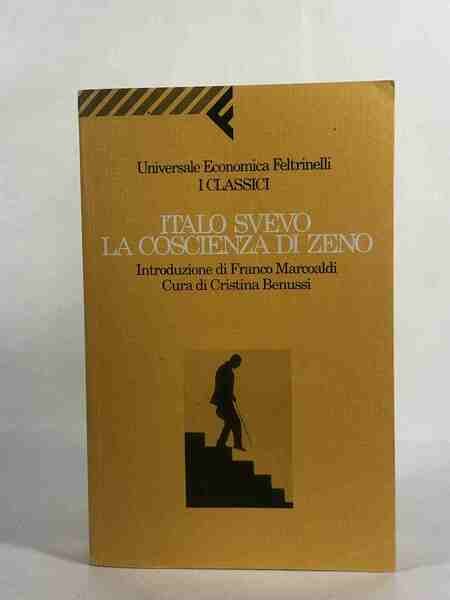 Universale Economica Feltrinelli
I CLASSICI
ITALO SVEVO
LA COSCIENZA DI ZENO
Introduzione di Franco Marcoaldi
Cura di Cristina Benussi